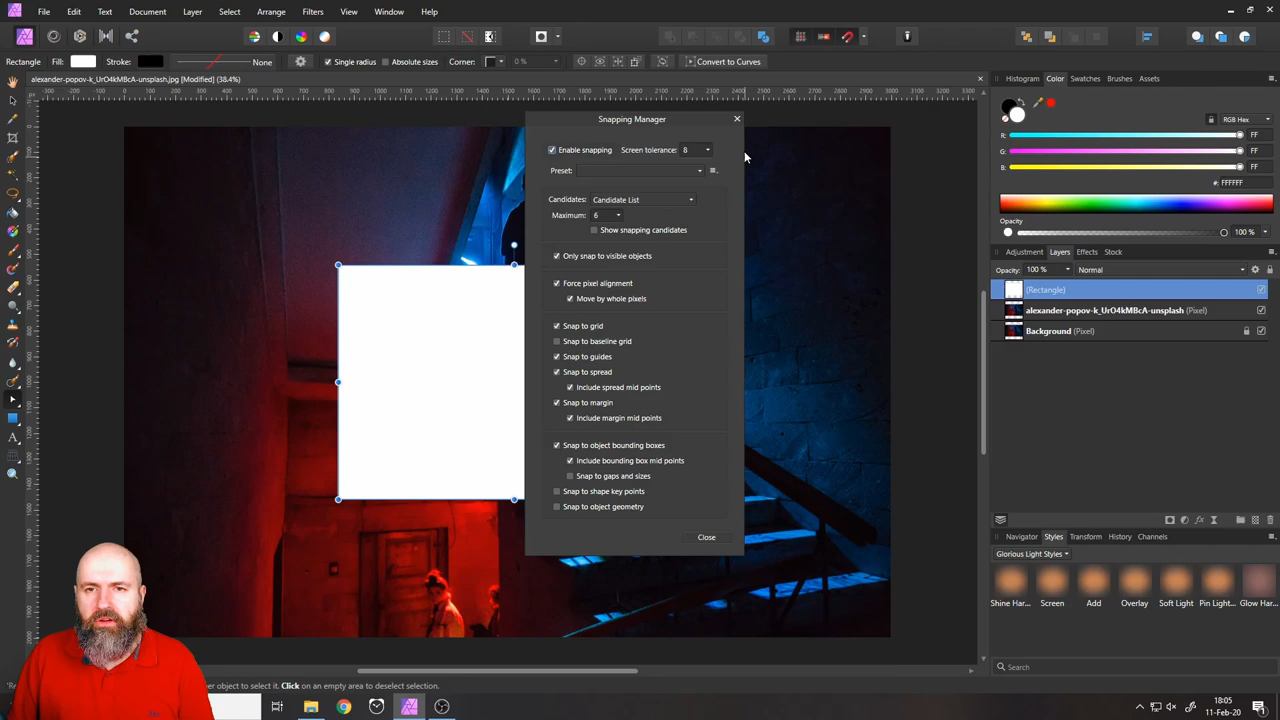 File Edit Text Document Layer Select Arrange Filters View Window Help
Rectangle Fill: Stroke: None Single radius Absolute sizes Corner: 0 % Convert to Curves
alexander-popov-k_UrO4kMBcA-unsplash.jpg [Modified] (38.4%)
Histogram Color Swatches Brushes Assets
RGB Hex
R: FF
G: FF
B: FF
#: FFFFFF
Opacity
100 %
Adjustment Layers Effects Stock
Opacity: 100 % Normal
(Rectangle)
alexander-popov-k_UrO4kMBcA-unsplash (Pixel)
Background (Pixel)
Snapping Manager
Enable snapping Screen tolerance: 8
Preset:
Candidates: Candidate List
Maximum: 6
Show snapping candidates
Only snap to visible objects
Force pixel alignment
Move by whole pixels
Snap to grid
Snap to baseline grid
Snap to guides
Snap to spread
Include spread mid points
Snap to margin
Include margin mid points
Snap to object bounding boxes
Include bounding box mid points
Snap to gaps and sizes
Snap to shape key points
Snap to object geometry
Close
Navigator Styles Transform History Channels
Glorious Light Styles
Shine Har... Screen Add Overlay Soft Light Pin Light... Glow Har...
Search
object to select it. Click on an empty area to deselect selection.
18:05
11-Feb-20